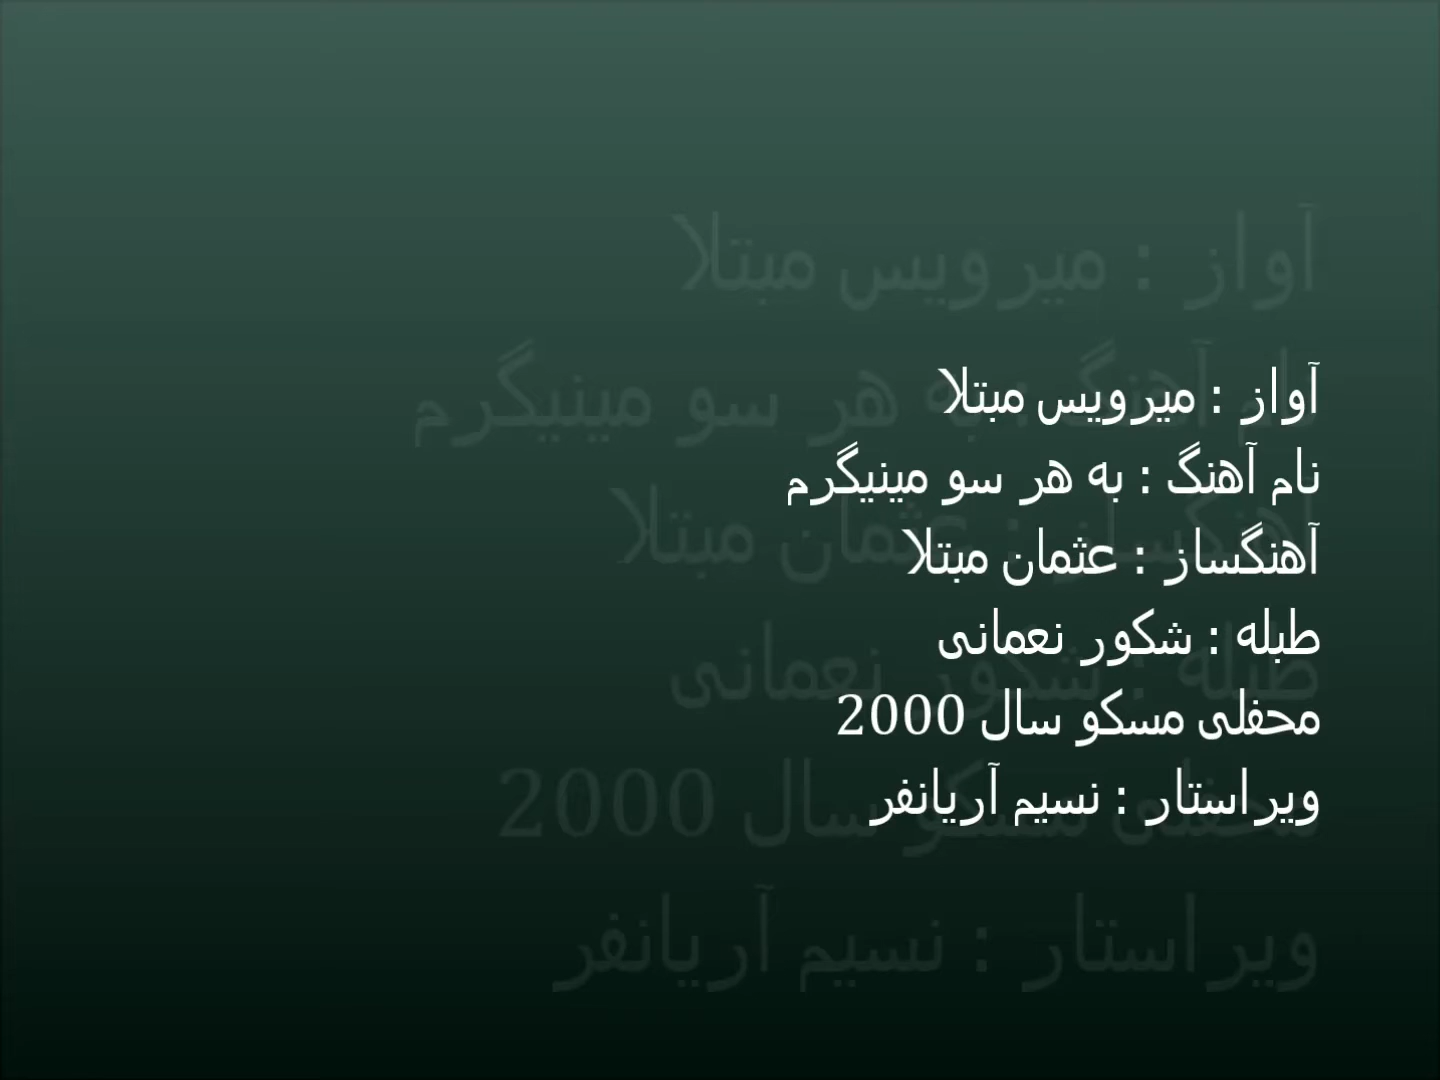 آواز : میرویس مبتلا
نام آهنگ : به هر سو مینیگرم
آهنگساز : عثمان مبتلا
طبله : شکور نعمانی
محفلی مسکو سال 2000
ویراستار : نسیم آریانفر